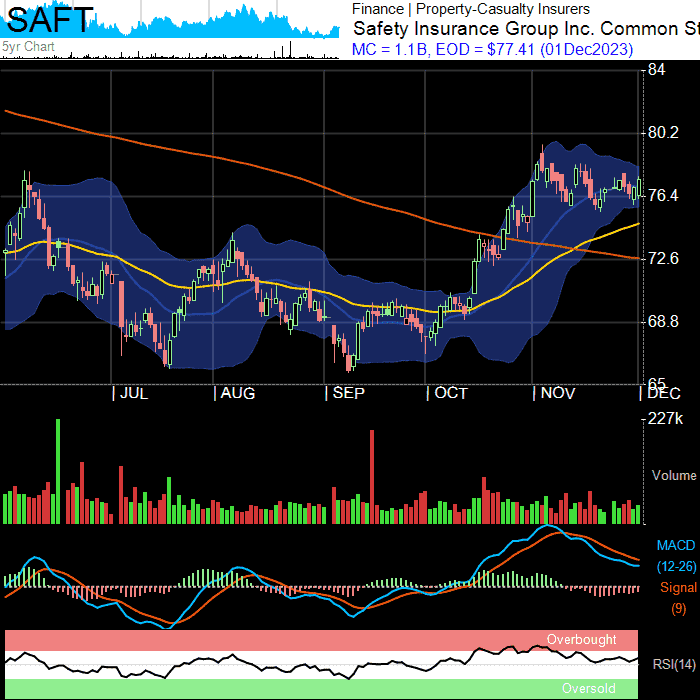 SAFT
Finance | Property-Casualty Insurers
Safety Insurance Group Inc. Common St
5yr Chart
MC = 1.1B, EOD = $77.41 (01Dec2023)
84
80.2
76.4
72.6
68.8
65
| JUL | AUG | SEP | OCT | NOV | DEC
227k
Volume
MACD
(12-26)
Signal
(9)
Overbought
RSI(14)
Oversold